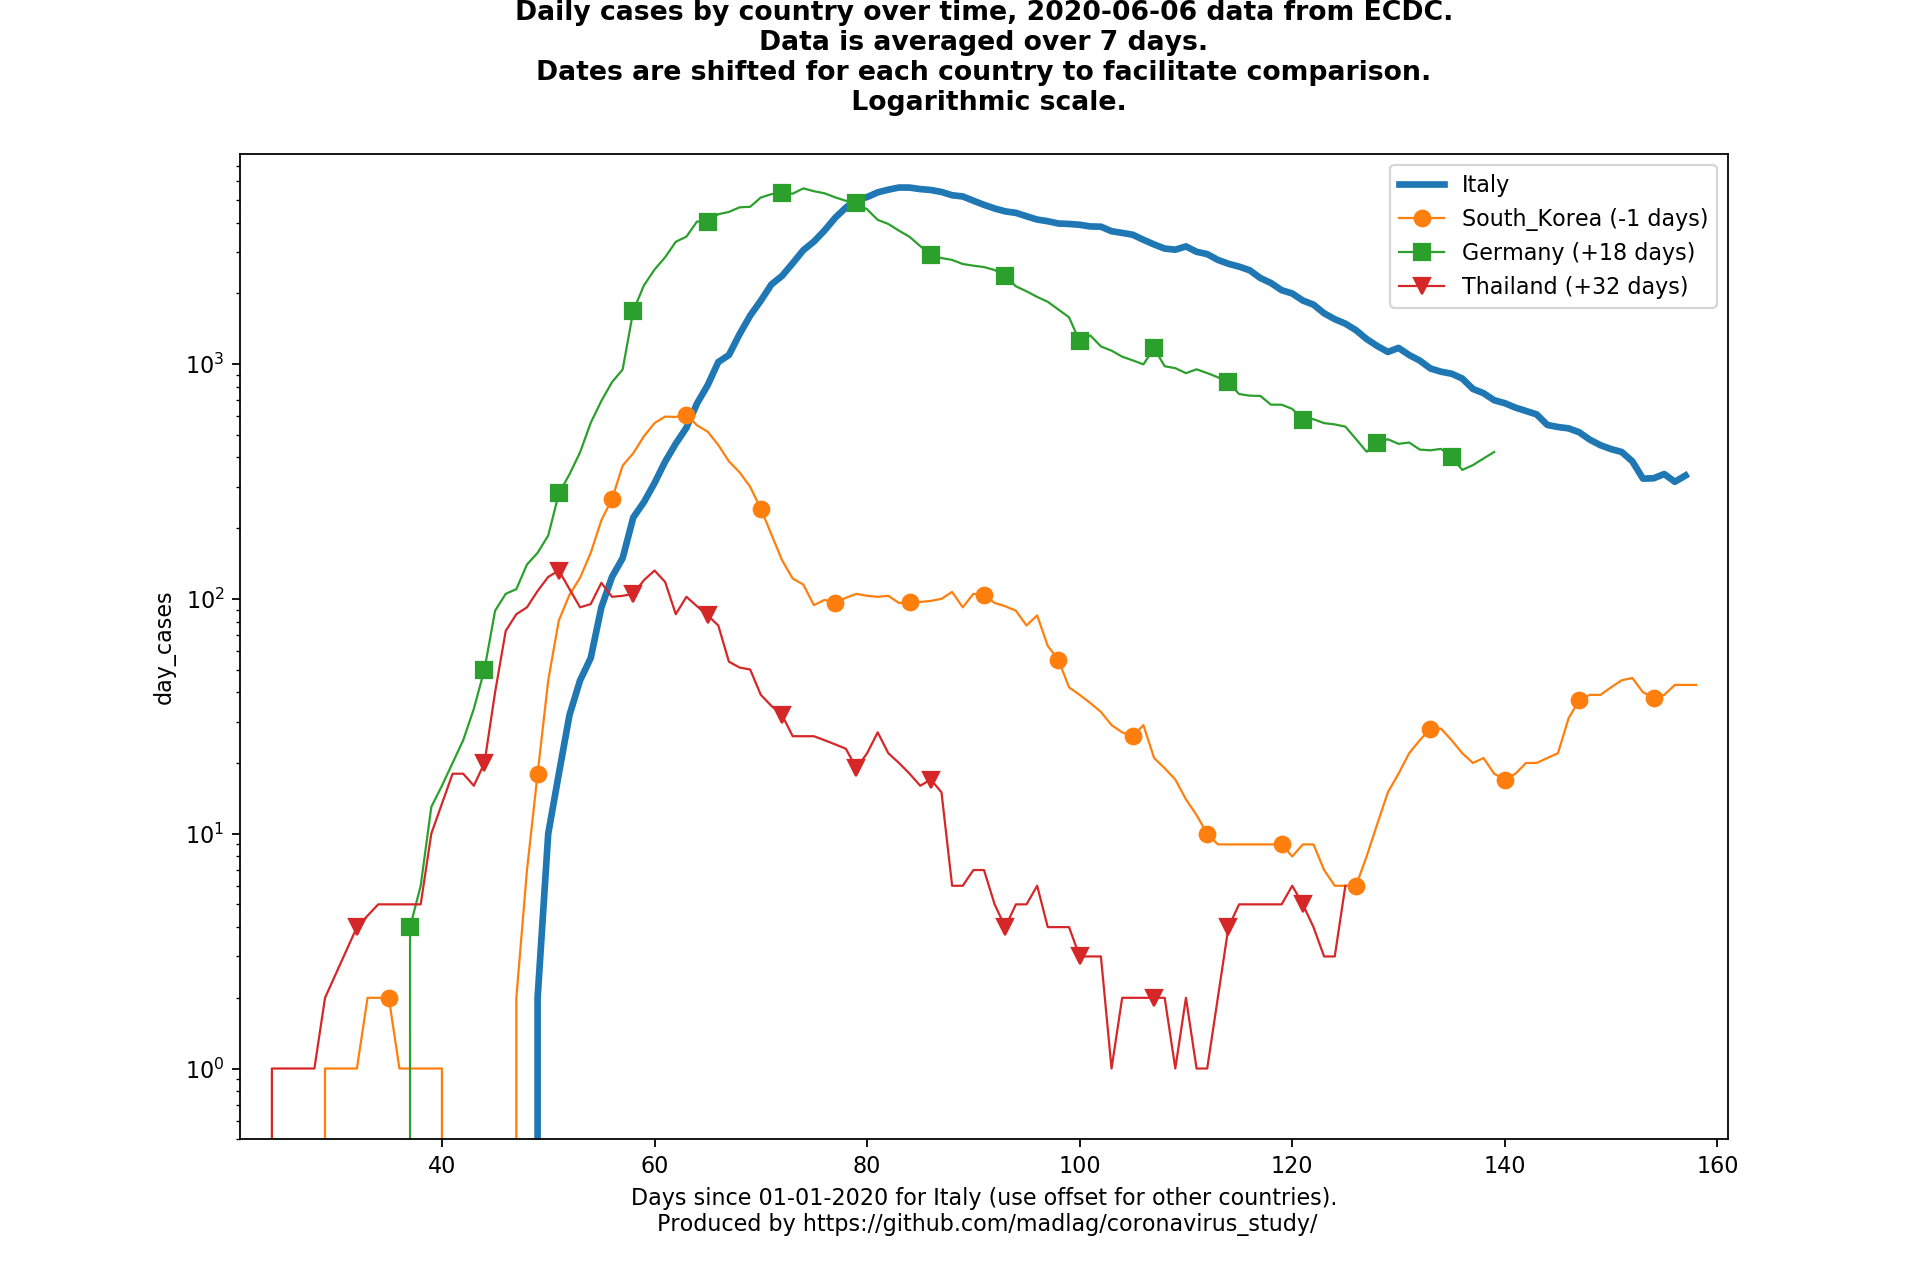 Daily cases by country over time, 2020-06-06 data from ECDC.
Data is averaged over 7 days.
Dates are shifted for each country to facilitate comparison.
Logarithmic scale.
Italy
South_Korea (-1 days)
Germany (+18 days)
Thailand (+32 days)
day_cases
10³
10²
10¹
10⁰
40 60 80 100 120 140 160
Days since 01-01-2020 for Italy (use offset for other countries).
Produced by https://github.com/madlag/coronavirus_study/